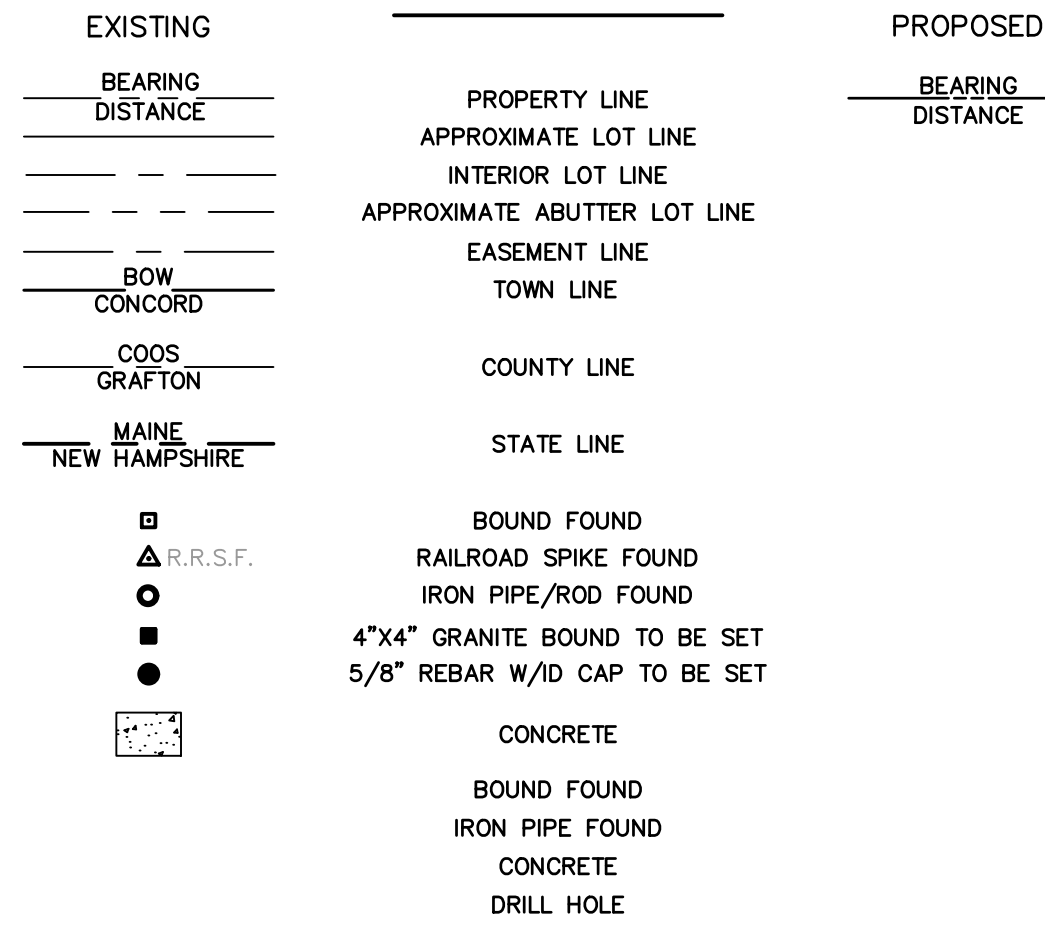 EXISTING PROPOSED
BEARING BEARING
DISTANCE PROPERTY LINE DISTANCE
APPROXIMATE LOT LINE
INTERIOR LOT LINE
APPROXIMATE ABUTTER LOT LINE
EASEMENT LINE
BOW
CONCORD TOWN LINE
COOS
GRAFTON COUNTY LINE
MAINE
NEW HAMPSHIRE STATE LINE
BOUND FOUND
R.R.S.F. RAILROAD SPIKE FOUND
IRON PIPE/ROD FOUND
4"X4" GRANITE BOUND TO BE SET
5/8" REBAR W/ID CAP TO BE SET
CONCRETE
BOUND FOUND
IRON PIPE FOUND
CONCRETE
DRILL HOLE